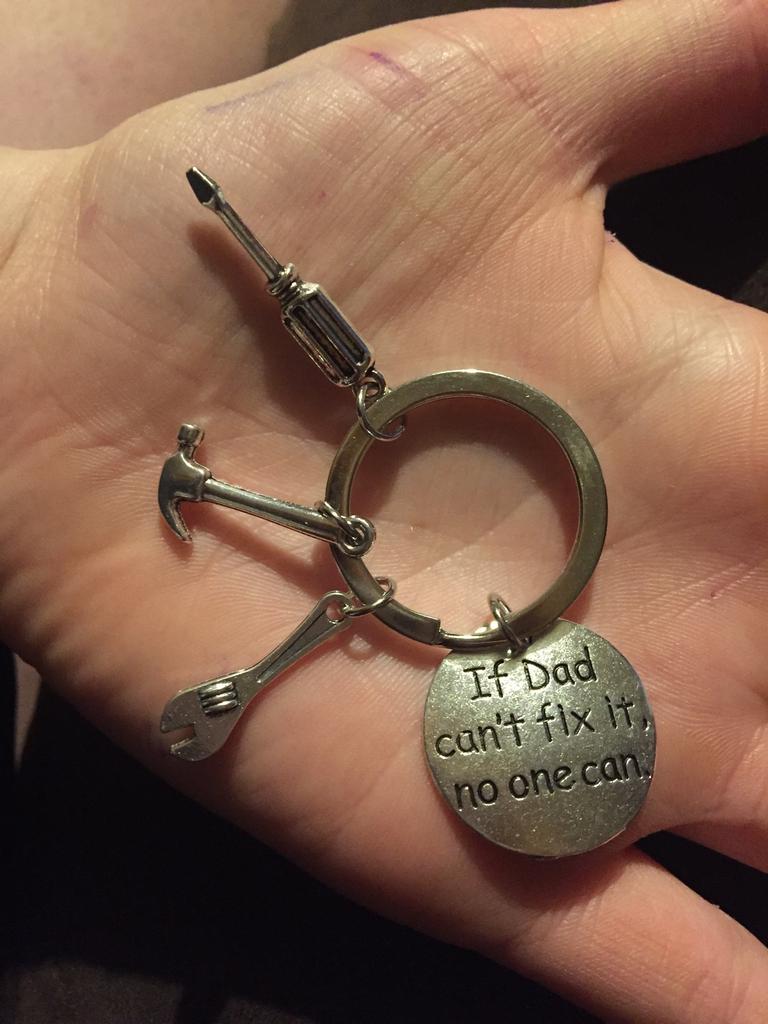 If Dad
can't fix it,
no one can.